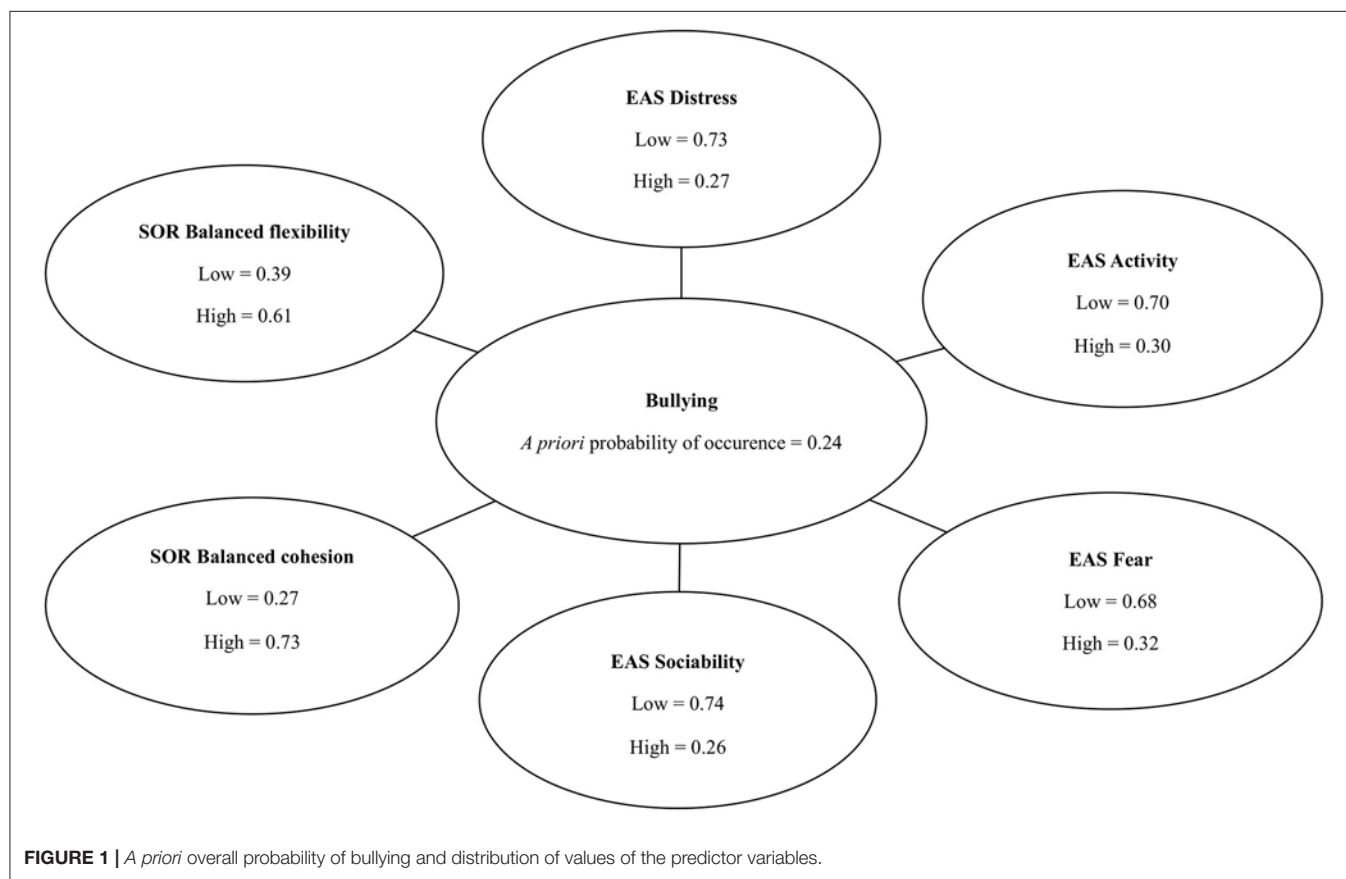 EAS Distress
Low = 0.73
High = 0.27
SOR Balanced flexibility
Low = 0.39
High = 0.61
EAS Activity
Low = 0.70
High = 0.30
Bullying
A priori probability of occurence = 0.24
SOR Balanced cohesion
Low = 0.27
High = 0.73
EAS Fear
Low = 0.68
High = 0.32
EAS Sociability
Low = 0.74
High = 0.26
FIGURE 1 | A priori overall probability of bullying and distribution of values of the predictor variables.